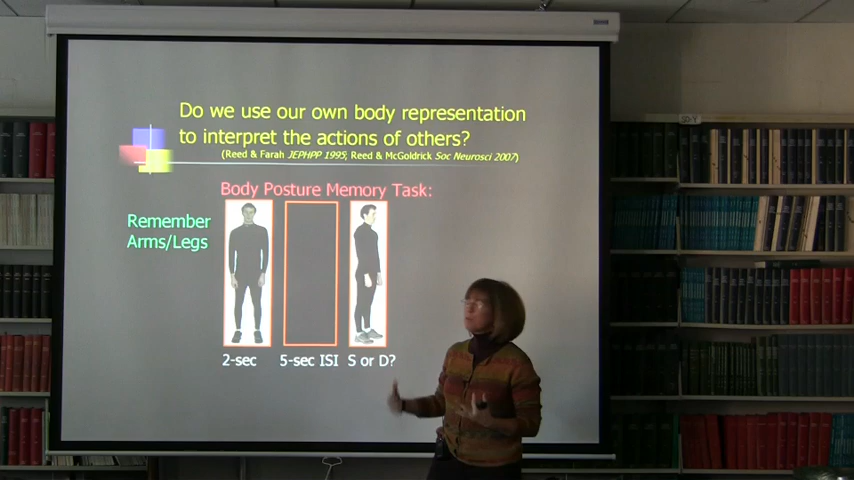 Do we use our own body representation
to interpret the actions of others?
(Reed & Farah JEPHPP 1995; Reed & McGoldrick Soc Neurosci 2007)
Body Posture Memory Task:
Remember
Arms/Legs
2-sec
5-sec ISI
S or D?